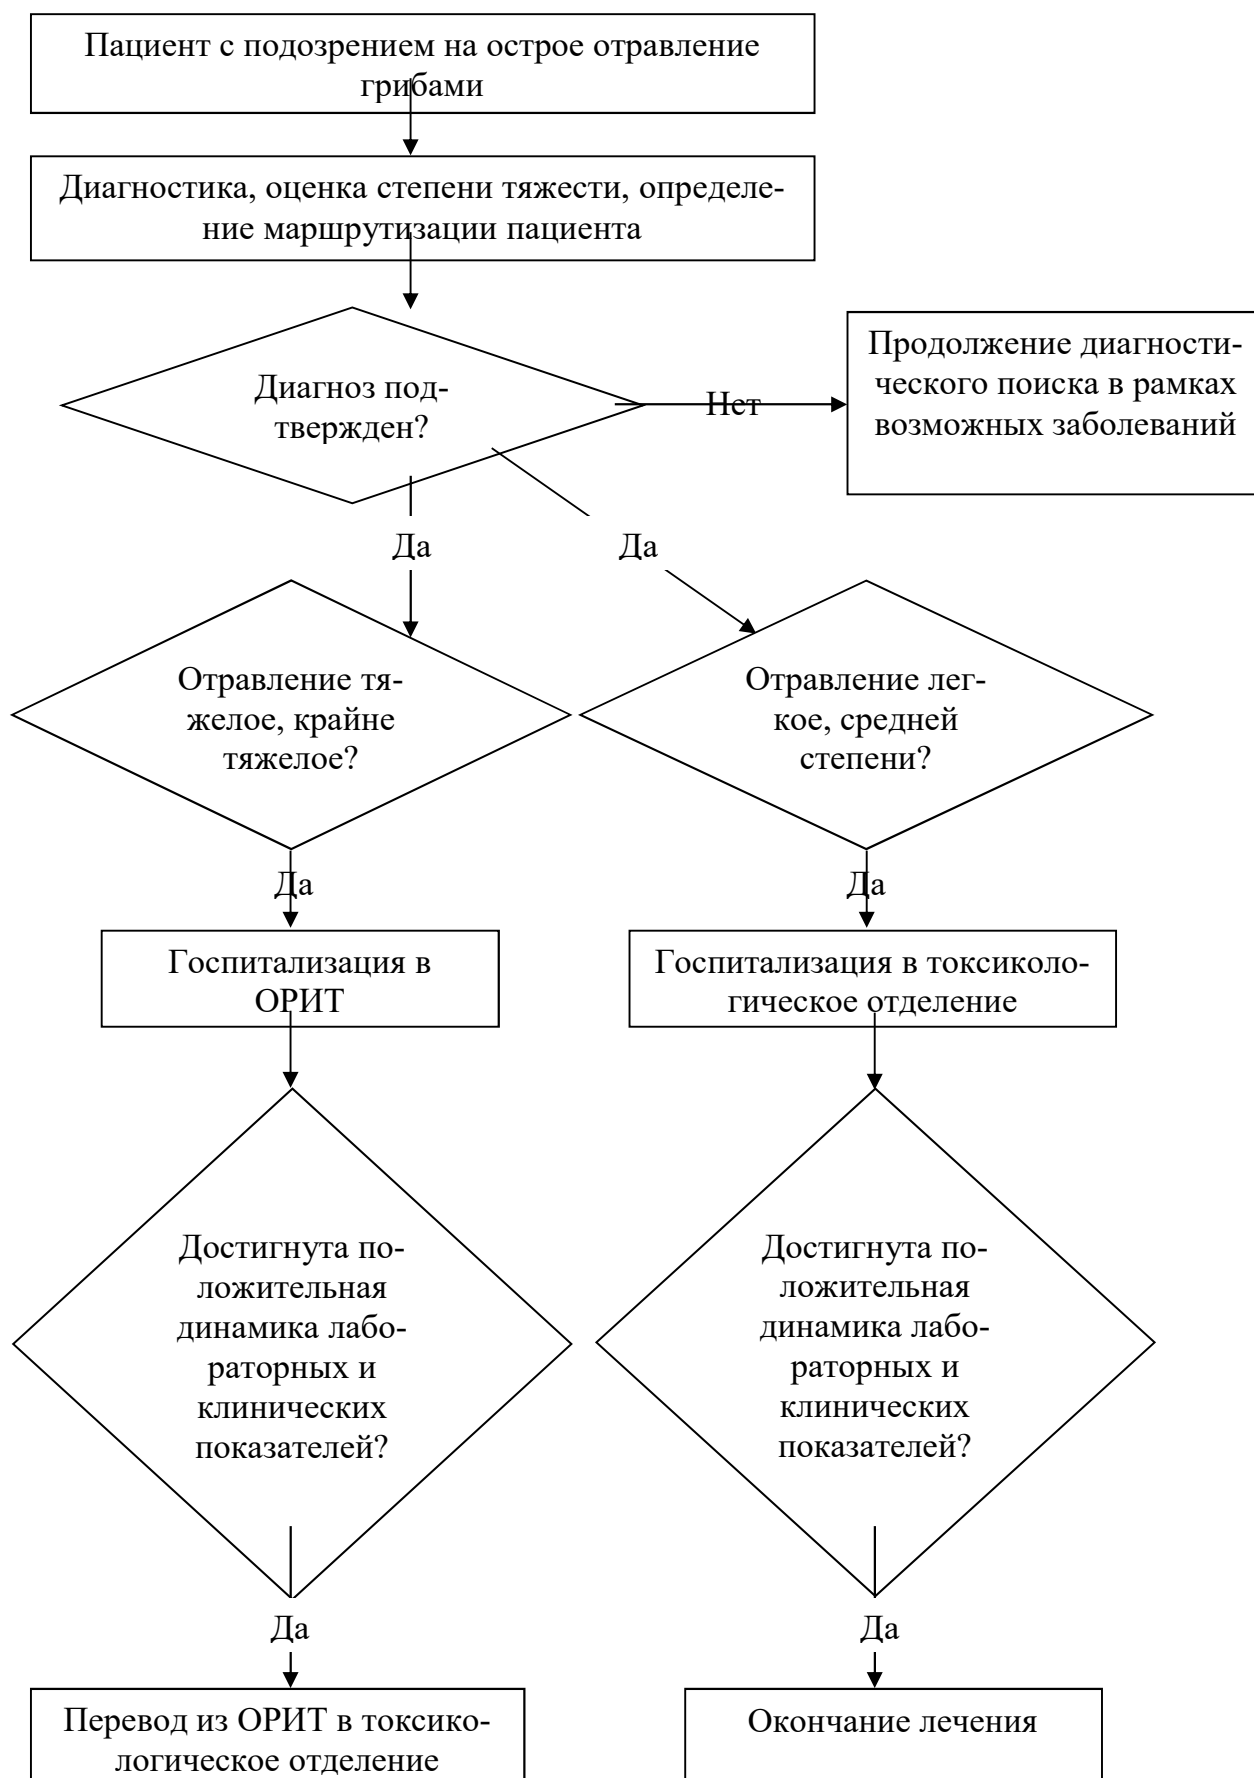 Пациент с подозрением на острое отравление
грибами
Диагностика, оценка степени тяжести, определе-
ние маршрутизации пациента
Диагноз под-
твержден?
Нет
Продолжение диагности-
ческого поиска в рамках
возможных заболеваний
Да
Да
Отравление тя-
желое, крайне
тяжелое?
Отравление лег-
кое, средней
степени?
Да
Да
Госпитализация в
ОРИТ
Госпитализация в токсиколо-
гическое отделение
Достигнута по-
ложительная
динамика лабо-
раторных и
клинических
показателей?
Достигнута по-
ложительная
динамика лабо-
раторных и
клинических
показателей?
Да
Да
Перевод из ОРИТ в токсико-
логическое отделение
Окончание лечения